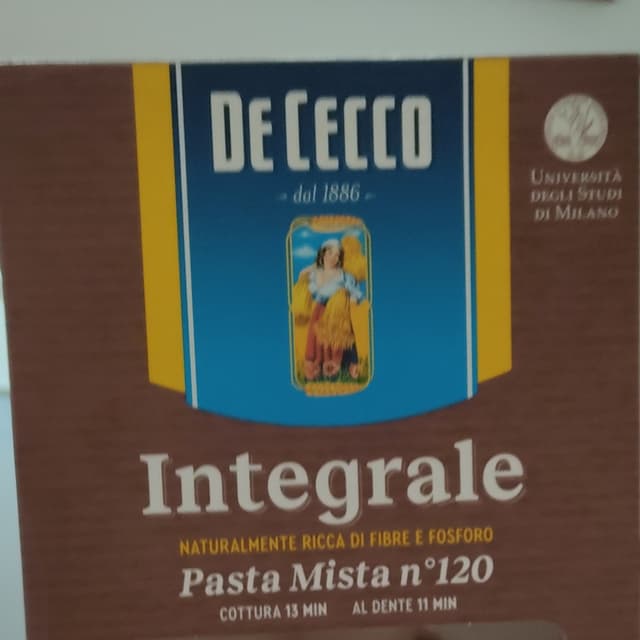 DE CECCO
dal 1886
UNIVERSITÀ
DEGLI STUDI
DI MILANO
Integrale
NATURALMENTE RICCA DI FIBRE E FOSFORO
Pasta Mista n°120
COTTURA 13 MIN AL DENTE 11 MIN